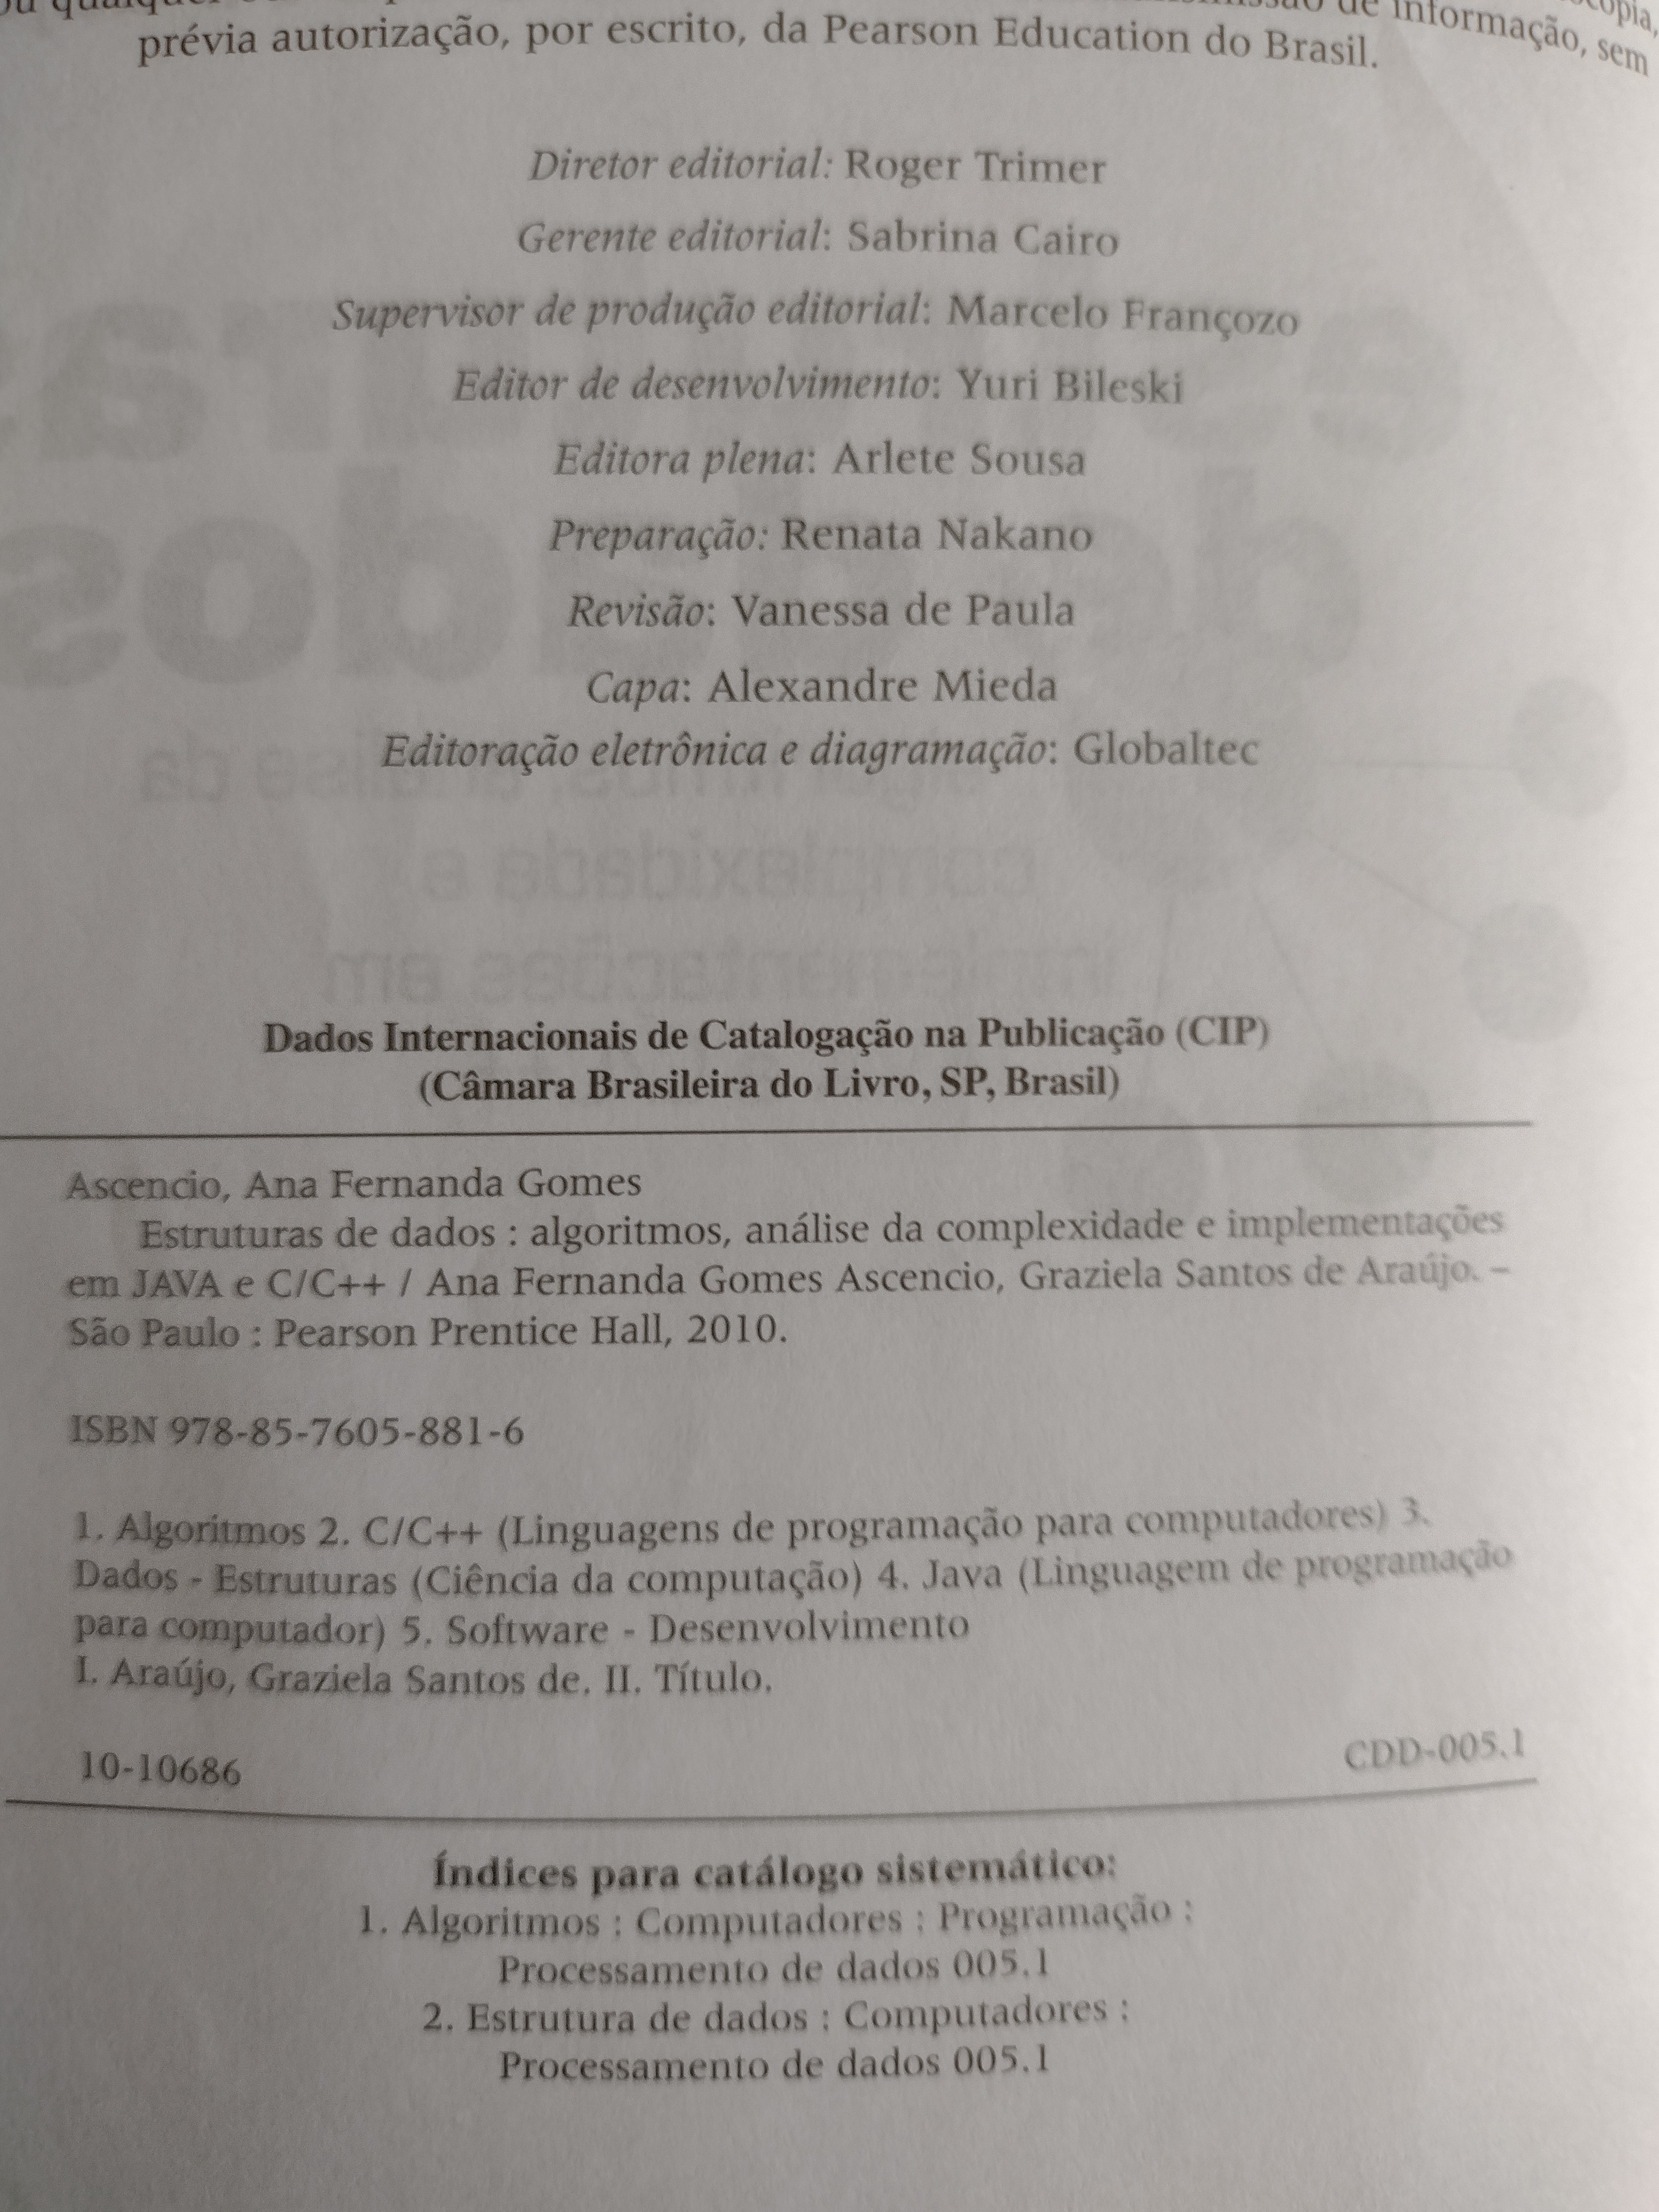 ou qualquer de informação, sem
prévia autorização, por escrito, da Pearson Education do Brasil.
Diretor editorial: Roger Trimer
Gerente editorial: Sabrina Cairo
Supervisor de produção editorial: Marcelo Françozo
Editor de desenvolvimento: Yuri Bileski
Editora plena: Arlete Sousa
Preparação: Renata Nakano
Revisão: Vanessa de Paula
Capa: Alexandre Mieda
Editoração eletrônica e diagramação: Globaltec
Dados Internacionais de Catalogação na Publicação (CIP)
(Câmara Brasileira do Livro, SP, Brasil)
Ascencio, Ana Fernanda Gomes
Estruturas de dados : algoritmos, análise da complexidade e implementações
em JAVA e C/C++ / Ana Fernanda Gomes Ascencio, Graziela Santos de Araújo. –
São Paulo : Pearson Prentice Hall, 2010.
ISBN 978-85-7605-881-6
1. Algoritmos 2. C/C++ (Linguagens de programação para computadores) 3.
Dados - Estruturas (Ciência da computação) 4. Java (Linguagem de programação
para computador) 5. Software - Desenvolvimento
I. Araújo, Graziela Santos de. II. Título.
10-10686 CDD-005.1
Índices para catálogo sistemático:
1. Algoritmos : Computadores : Programação :
Processamento de dados 005.1
2. Estrutura de dados : Computadores :
Processamento de dados 005.1